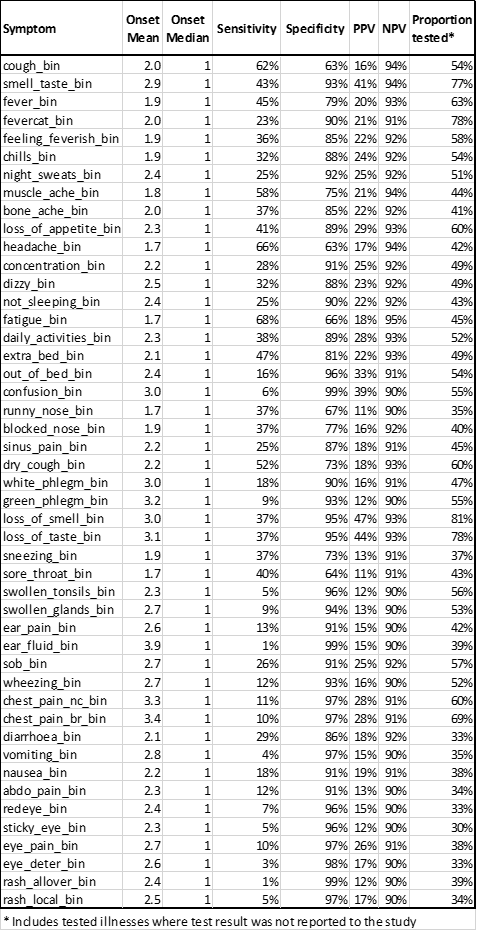 Symptom Onset Mean Onset Median Sensitivity Specificity PPV NPV Proportion tested*
cough_bin 2.0 1 62% 63% 16% 94% 54%
smell_taste_bin 2.9 1 43% 93% 41% 94% 77%
fever_bin 1.9 1 45% 79% 20% 93% 63%
fevercat_bin 2.0 1 23% 90% 21% 91% 78%
feeling_feverish_bin 1.9 1 36% 85% 22% 92% 58%
chills_bin 1.9 1 32% 88% 24% 92% 54%
night_sweats_bin 2.4 1 25% 92% 25% 92% 51%
muscle_ache_bin 1.8 1 58% 75% 21% 94% 44%
bone_ache_bin 2.0 1 37% 85% 22% 92% 41%
loss_of_appetite_bin 2.3 1 41% 89% 29% 93% 60%
headache_bin 1.7 1 66% 63% 17% 94% 42%
concentration_bin 2.2 1 28% 91% 25% 92% 49%
dizzy_bin 2.5 1 32% 88% 23% 92% 49%
not_sleeping_bin 2.4 1 25% 90% 22% 92% 43%
fatigue_bin 1.7 1 68% 66% 18% 95% 45%
daily_activities_bin 2.3 1 38% 89% 28% 93% 52%
extra_bed_bin 2.1 1 47% 81% 22% 93% 49%
out_of_bed_bin 2.4 1 16% 96% 33% 91% 54%
confusion_bin 3.0 1 6% 99% 39% 90% 55%
runny_nose_bin 1.7 1 37% 67% 11% 90% 35%
blocked_nose_bin 1.9 1 37% 77% 16% 92% 40%
sinus_pain_bin 2.2 1 25% 87% 18% 91% 45%
dry_cough_bin 2.2 1 52% 73% 18% 93% 60%
white_phlegm_bin 3.0 1 18% 90% 16% 91% 47%
green_phlegm_bin 3.2 1 9% 93% 12% 90% 55%
loss_of_smell_bin 3.0 1 37% 95% 47% 93% 81%
loss_of_taste_bin 3.1 1 37% 95% 44% 93% 78%
sneezing_bin 1.9 1 37% 73% 13% 91% 37%
sore_throat_bin 1.7 1 40% 64% 11% 91% 43%
swollen_tonsils_bin 2.3 1 5% 96% 12% 90% 56%
swollen_glands_bin 2.7 1 9% 94% 13% 90% 53%
ear_pain_bin 2.6 1 13% 91% 15% 90% 42%
ear_fluid_bin 3.9 1 1% 99% 15% 90% 39%
sob_bin 2.7 1 26% 91% 25% 92% 57%
wheezing_bin 2.7 1 12% 93% 16% 90% 52%
chest_pain_nc_bin 3.3 1 11% 97% 28% 91% 60%
chest_pain_br_bin 3.4 1 10% 97% 28% 91% 69%
diarrhoea_bin 2.1 1 29% 86% 18% 92% 33%
vomiting_bin 2.8 1 4% 97% 15% 90% 35%
nausea_bin 2.2 1 18% 91% 19% 91% 38%
abdo_pain_bin 2.3 1 12% 91% 13% 90% 34%
redeye_bin 2.4 1 7% 96% 15% 90% 33%
sticky_eye_bin 2.3 1 5% 96% 12% 90% 30%
eye_pain_bin 2.7 1 10% 97% 26% 91% 38%
eye_deter_bin 2.6 1 3% 98% 17% 90% 33%
rash_allover_bin 2.4 1 1% 99% 12% 90% 39%
rash_local_bin 2.5 1 5% 97% 17% 90% 34%
* Includes tested illnesses where test result was not reported to the study